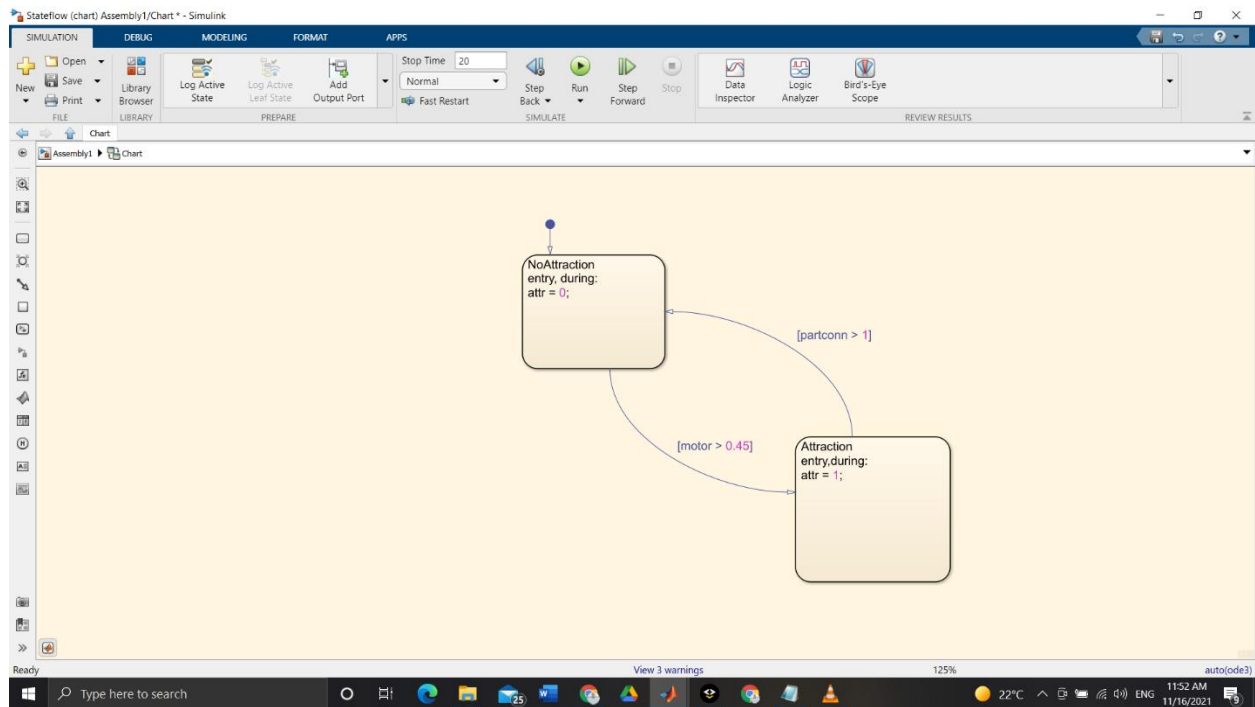 Stateflow (chart) Assembly1/Chart * - Simulink
SIMULATION DEBUG MODELING FORMAT APPS
New
Open
Save
Print
FILE
Library Browser
LIBRARY
Log Active State
Log Active Leaf State
Add Output Port
PREPARE
Stop Time 20
Normal
Fast Restart
Step Back
Run
Step Forward
Stop
SIMULATE
Data Inspector
Logic Analyzer
Bird's-Eye Scope
REVIEW RESULTS
Chart
Assembly1 Chart
NoAttraction
entry, during:
attr = 0;
[partconn > 1]
[motor > 0.45]
Attraction
entry,during:
attr = 1;
Ready View 3 warnings 125% auto(ode3)
Type here to search 25 22°C ENG 11:52 AM
11/16/2021 9